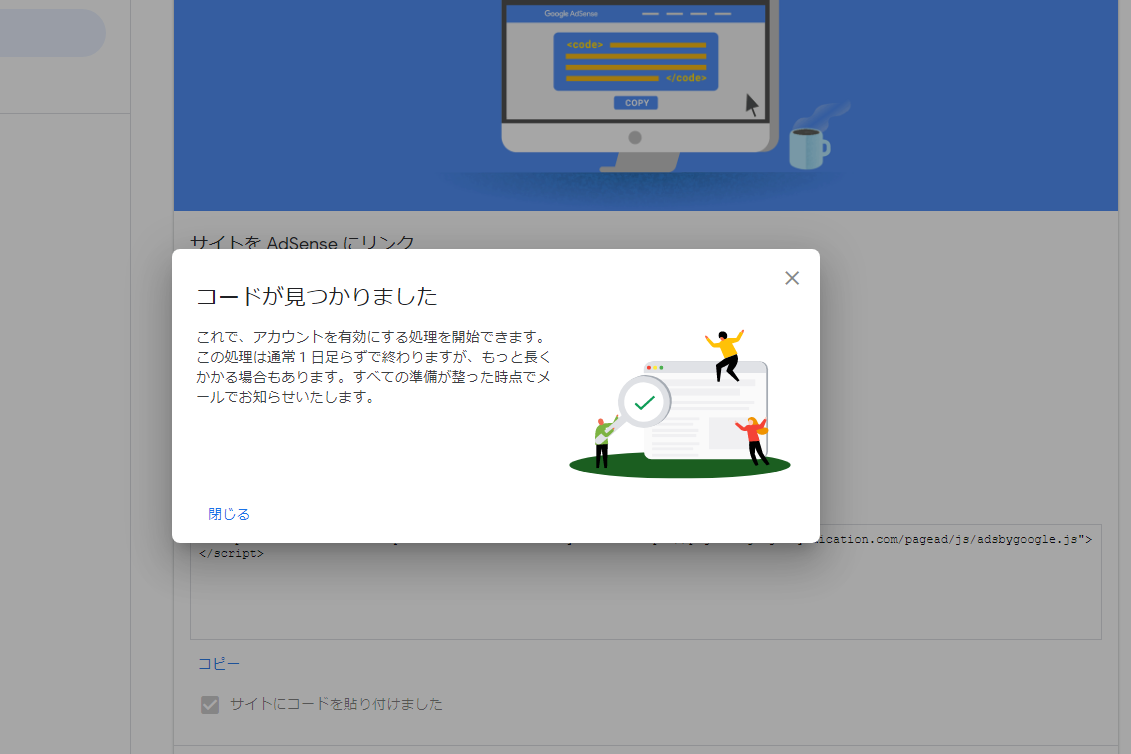 Google AdSense
<code>
</code>
COPY
サイトを AdSense にリンク
コードが見つかりました
これで、アカウントを有効にする処理を開始できます。
この処理は通常 1 日足らずで終わりますが、もっと長く
かかる場合もあります。すべての準備が整った時点でメ
ールでお知らせいたします。
閉じる
ication.com/pagead/js/adsbygoogle.js">
</script>
コピー
サイトにコードを貼り付けました